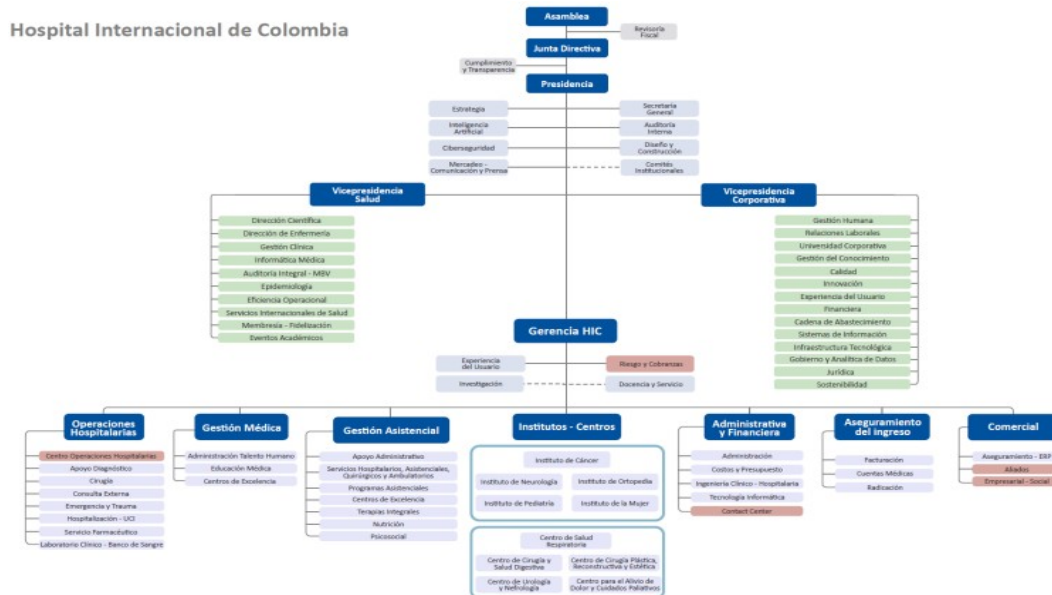 Hospital Internacional de Colombia
Asamblea
Revisoría
Fiscal
Junta Directiva
Cumplimiento
y Transparencia
Presidencia
Estrategia
Secretaría
General
Inteligencia
Artificial
Auditoría
Interna
Ciberseguridad
Diseño y
Construcción
Mercadeo -
Comunicación y Prensa
Comités
Institucionales
Vicepresidencia
Salud
Dirección Científica
Dirección de Enfermería
Gestión Clínica
Informática Médica
Auditoría Integral - MBV
Epidemiología
Eficiencia Operacional
Servicios Internacionales de Salud
Membresía - Fidelización
Eventos Académicos
Vicepresidencia
Corporativa
Gestión Humana
Relaciones Laborales
Universidad Corporativa
Gestión del Conocimiento
Calidad
Innovación
Experiencia del Usuario
Financiera
Cadena de Abastecimiento
Sistemas de Información
Infraestructura Tecnológica
Gobierno y Analítica de Datos
Jurídica
Sostenibilidad
Gerencia HIC
Experiencia
del Usuario
Riesgo y Cobranzas
Investigación
Docencia y Servicio
Operaciones
Hospitalarias
Centro Operaciones Hospitalarias
Apoyo Diagnóstico
Cirugía
Consulta Externa
Emergencia y Trauma
Hospitalización - UCI
Servicio Farmacéutico
Laboratorio Clínico - Banco de Sangre
Gestión Médica
Administración Talento Humano
Educación Médica
Centros de Excelencia
Gestión Asistencial
Apoyo Administrativo
Servicios Hospitalarios, Asistenciales,
Quirúrgicos y Ambulatorios
Programas Asistenciales
Centros de Excelencia
Terapias Integrales
Nutrición
Psicosocial
Institutos - Centros
Instituto de Cáncer
Instituto de Neurología
Instituto de Ortopedia
Instituto de Pediatría
Instituto de la Mujer
Centro de Salud
Respiratoria
Centro de Cirugía y
Salud Digestiva
Centro de Cirugía Plástica,
Reconstructiva y Estética
Centro de Urología
y Nefrología
Centro para el Alivio de
Dolor y Cuidados Paliativos
Administrativa
y Financiera
Administración
Costos y Presupuesto
Ingeniería Clínico - Hospitalaria
Tecnología Informática
Contact Center
Aseguramiento
del ingreso
Facturación
Cuentas Médicas
Radicación
Comercial
Aseguramiento - ERP
Aliados
Empresarial - Social